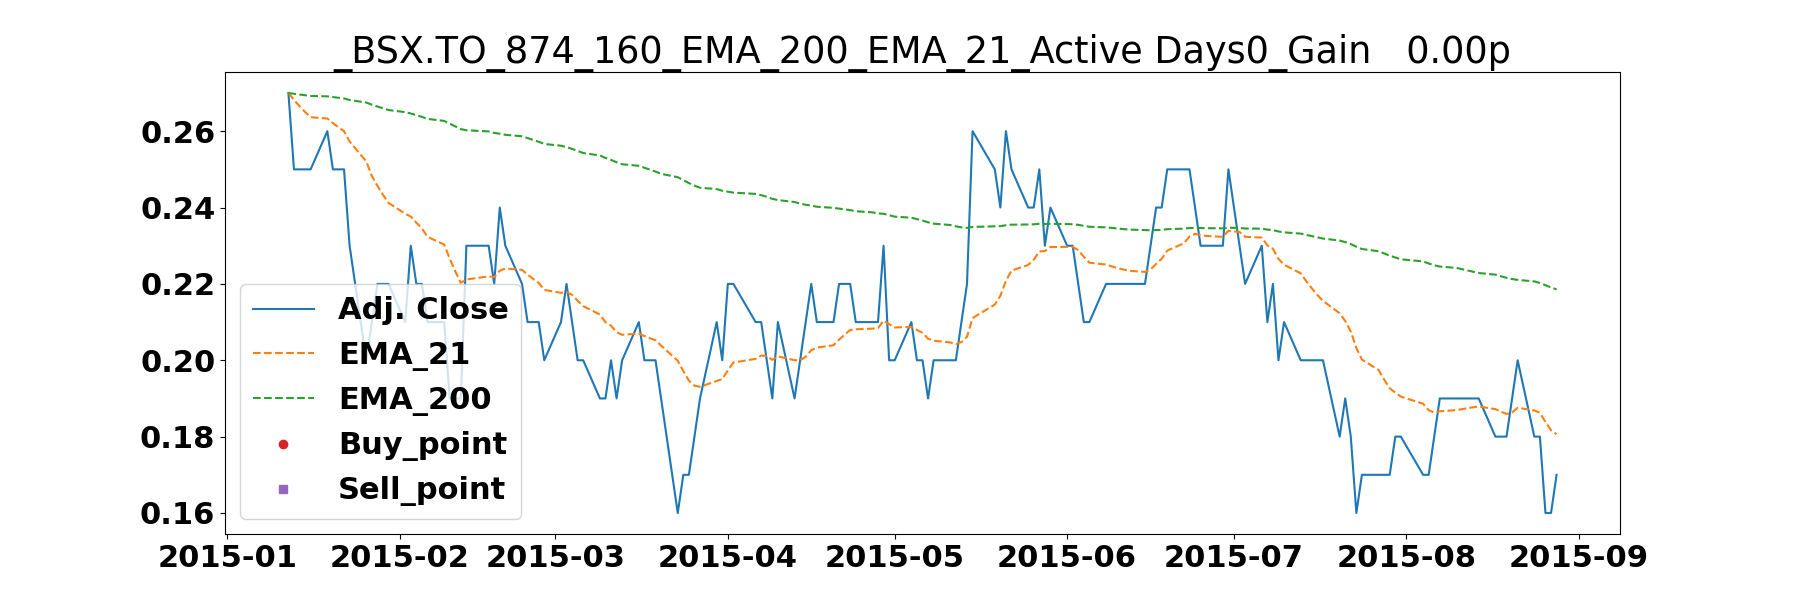 _BSX.TO_874_160_EMA_200_EMA_21_Active Days0_Gain   0.00p
0.26
0.24
0.22
0.20
0.18
0.16
Adj. Close
EMA_21
EMA_200
Buy_point
Sell_point
2015-01 2015-02 2015-03 2015-04 2015-05 2015-06 2015-07 2015-08 2015-09